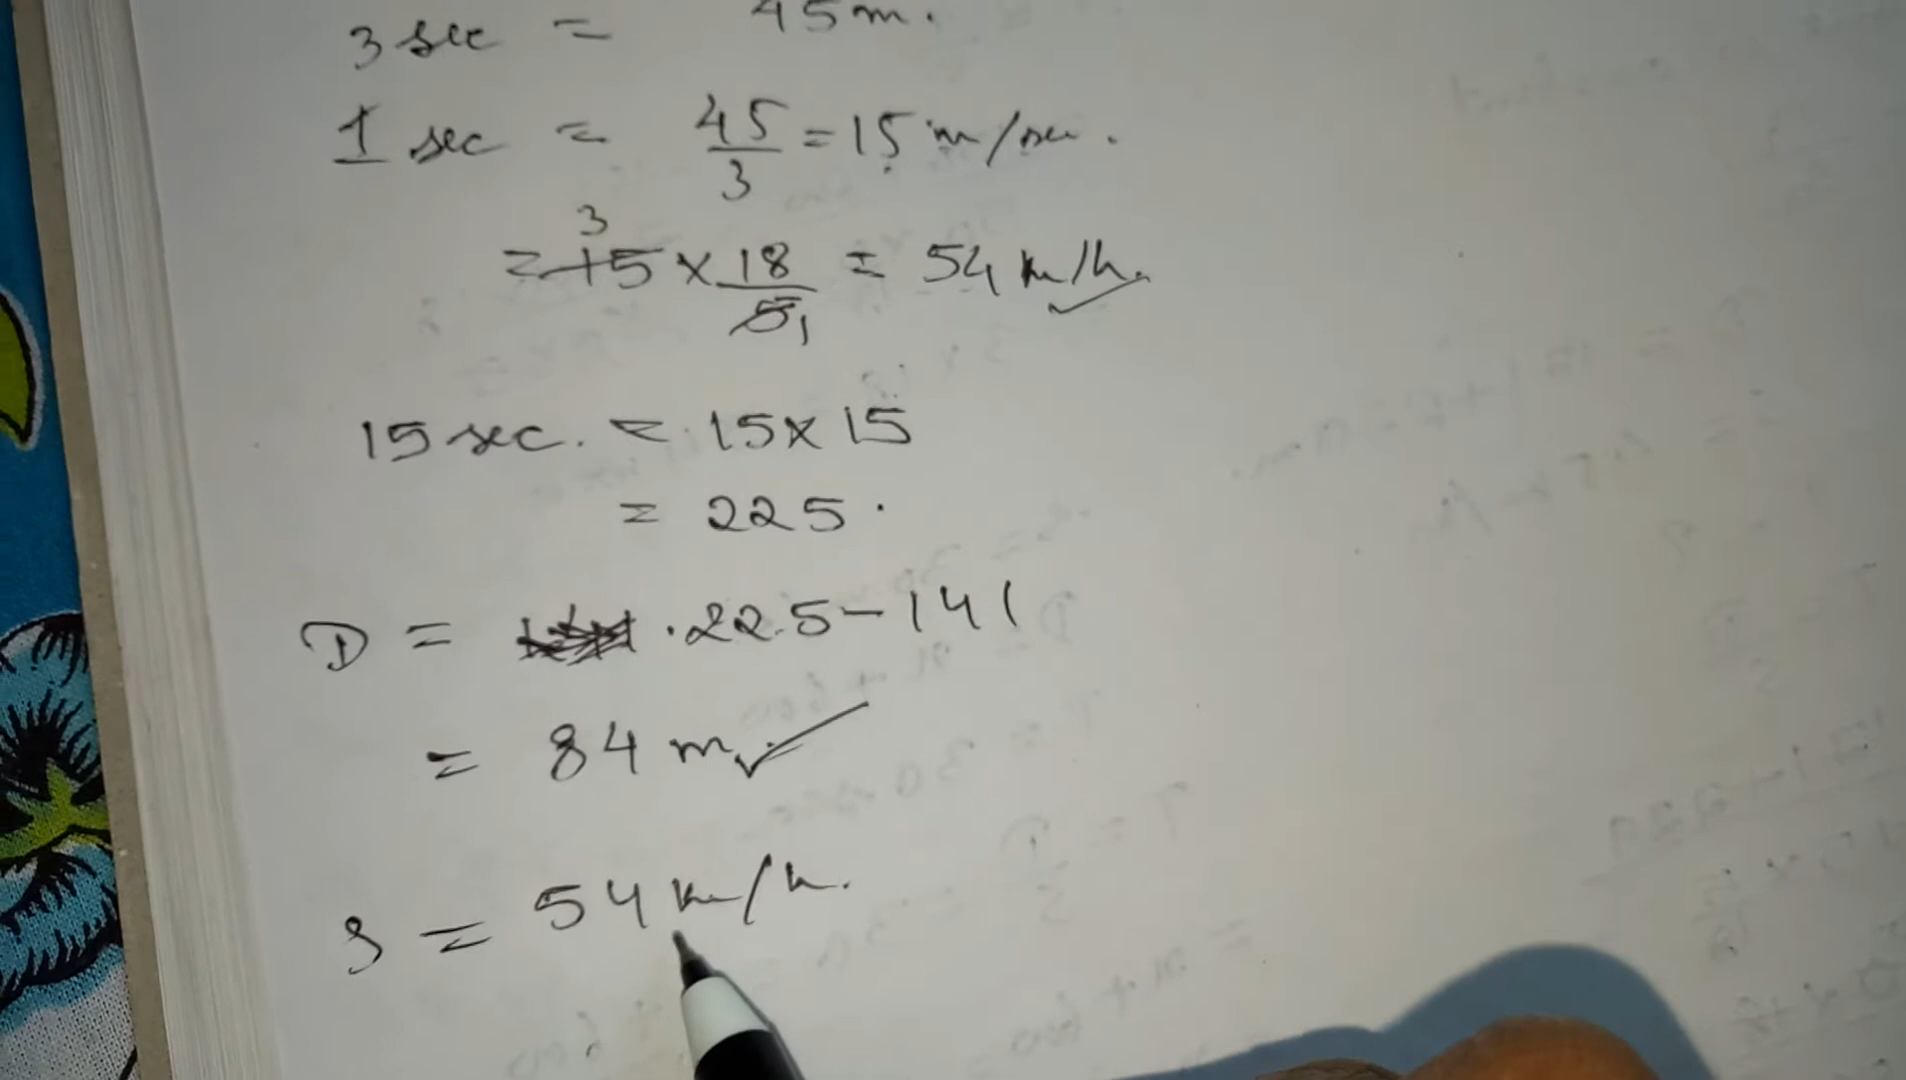 3 sec = 45 m.
1 sec = 45/3 = 15 m/sec.
= 15 3 × 18/5 1 = 54 km/h.
15 sec. = 15 × 15
= 225.
D = 225 - 141
= 84 m
S = 54 km/h.